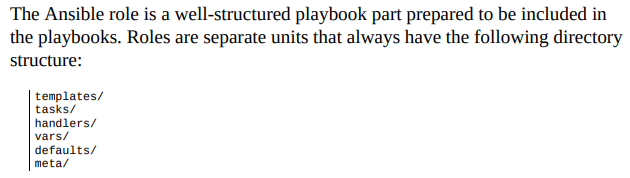 The Ansible role is a well-structured playbook part prepared to be included in
the playbooks. Roles are separate units that always have the following directory
structure:
templates/
tasks/
handlers/
vars/
defaults/
meta/